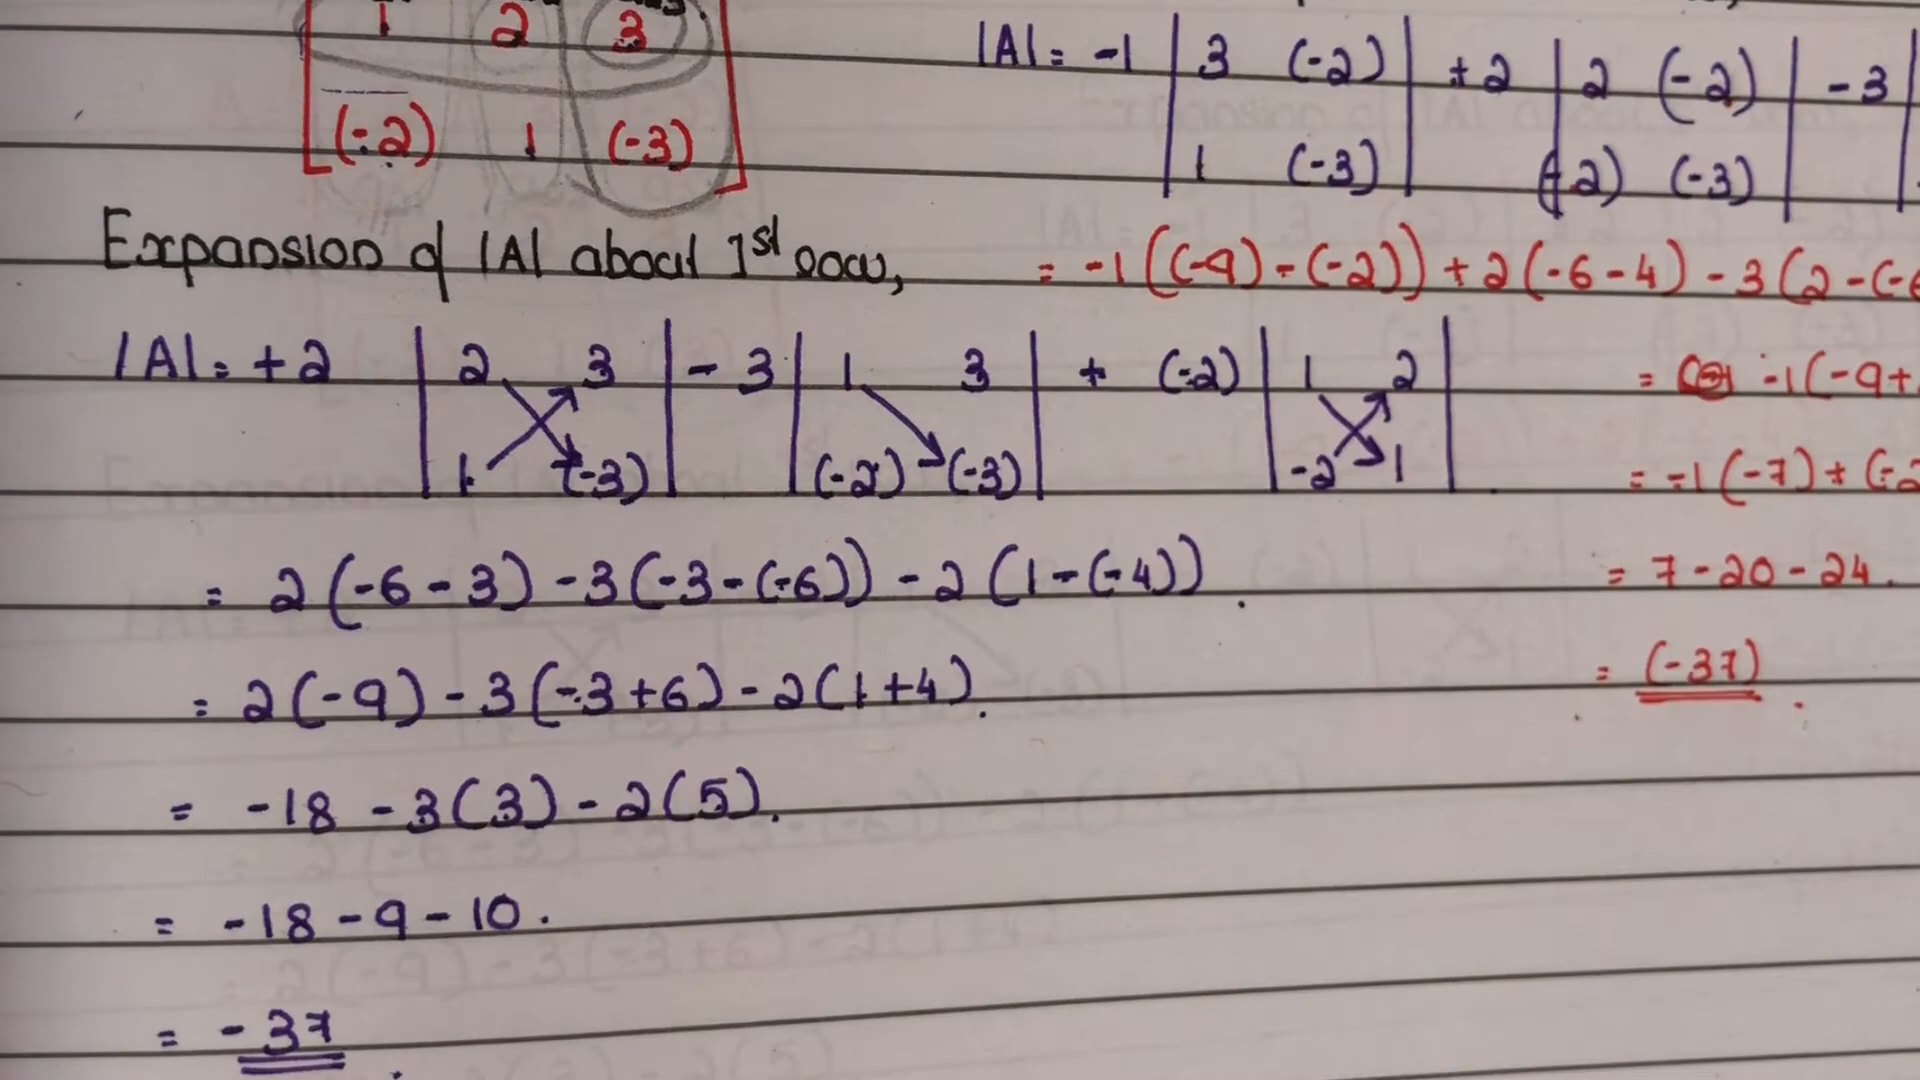 1 2 3
(-2) 1 (-3)
|A| = -1 | 3 (-2) | + 2 | 2 (-2) | - 3 |
| 1 (-3) | | (-2) (-3) | |
Expansion of |A| about 1st row,
= -1((-9) - (-2)) + 2(-6-4) - 3(2-(-6
|A| = +2 | 2 3 | - 3 | 1 3 | + (-2) | 1 2 |
| 1 (-3) | | (-2) (-3) | | -2 1 |
= 2(-6-3) - 3(-3-(-6)) - 2(1-(-4)).
= 2(-9) - 3(-3+6) - 2(1+4).
= -18 - 3(3) - 2(5).
= -18 - 9 - 10.
= -37
= -1(-9+
= -1(-7) + (-2
= 7-20-24.
= (-37).